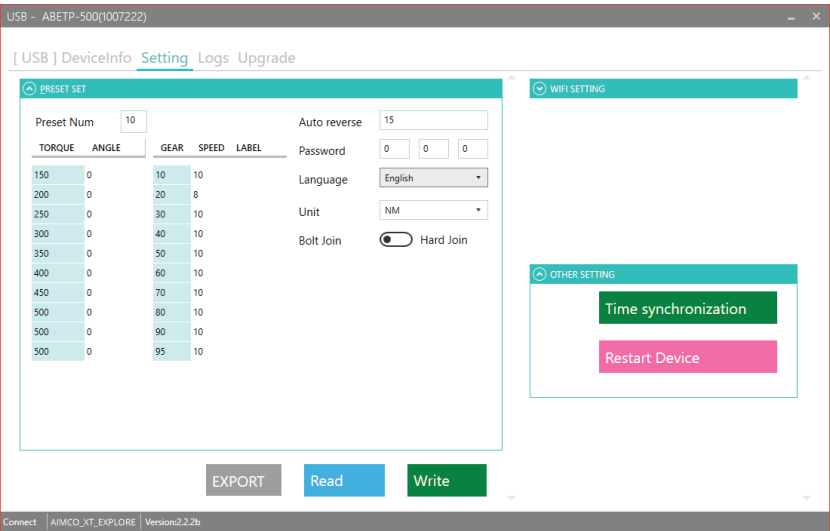 USB - ABETP-500(1007222)
[ USB ] DeviceInfo Setting Logs Upgrade
PRESET SET
Preset Num 10
TORQUE ANGLE GEAR SPEED LABEL
150 0 10 10
200 0 20 8
250 0 30 10
300 0 40 10
350 0 50 10
400 0 60 10
450 0 70 10
500 0 80 10
500 0 90 10
500 0 95 10
Auto reverse 15
Password 0 0 0
Language English
Unit NM
Bolt Join Hard Join
EXPORT Read Write
WIFI SETTING
OTHER SETTING
Time synchronization
Restart Device
Connect AIMCO_XT_EXPLORE Version:2.2.2b